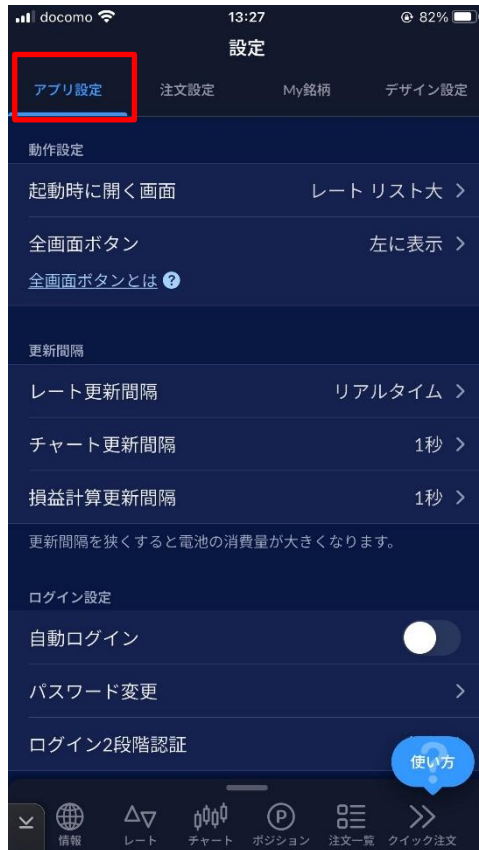 docomo 13:27 82%
設定
アプリ設定 注文設定 My銘柄 デザイン設定
動作設定
起動時に開く画面 レート リスト大
全画面ボタン 左に表示
全画面ボタンとは ?
更新間隔
レート更新間隔 リアルタイム
チャート更新間隔 1秒
損益計算更新間隔 1秒
更新間隔を狭くすると電池の消費量が大きくなります。
ログイン設定
自動ログイン
パスワード変更
ログイン2段階認証
使い方
情報 レート チャート ポジション 注文一覧 クイック注文